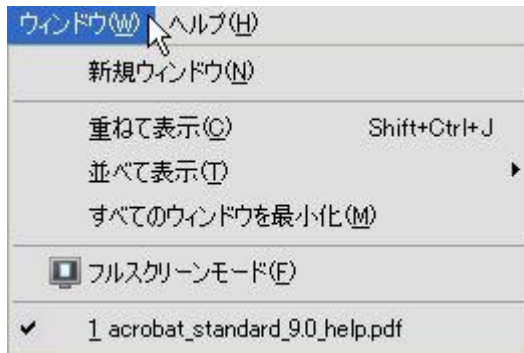 ウィンドウ(W) ヘルプ(H)
新規ウィンドウ(N)
重ねて表示(C) Shift+Ctrl+J
並べて表示(T)
すべてのウィンドウを最小化(M)
フルスクリーンモード(F)
1 acrobat_standard_9.0_help.pdf